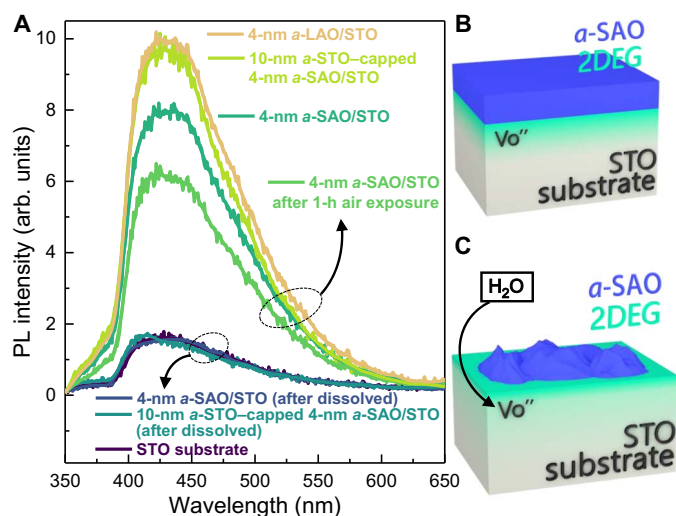 A
PL intensity (arb. units)
10
8
6
4
2
0
4-nm a-LAO/STO
10-nm a-STO–capped
4-nm a-SAO/STO
4-nm a-SAO/STO
4-nm a-SAO/STO
after 1-h air exposure
4-nm a-SAO/STO (after dissolved)
10-nm a-STO–capped 4-nm a-SAO/STO
(after dissolved)
STO substrate
350 400 450 500 550 600 650
Wavelength (nm)
B
a-SAO
2DEG
Vo''
STO
substrate
C
H₂O
a-SAO
2DEG
Vo''
STO
substrate